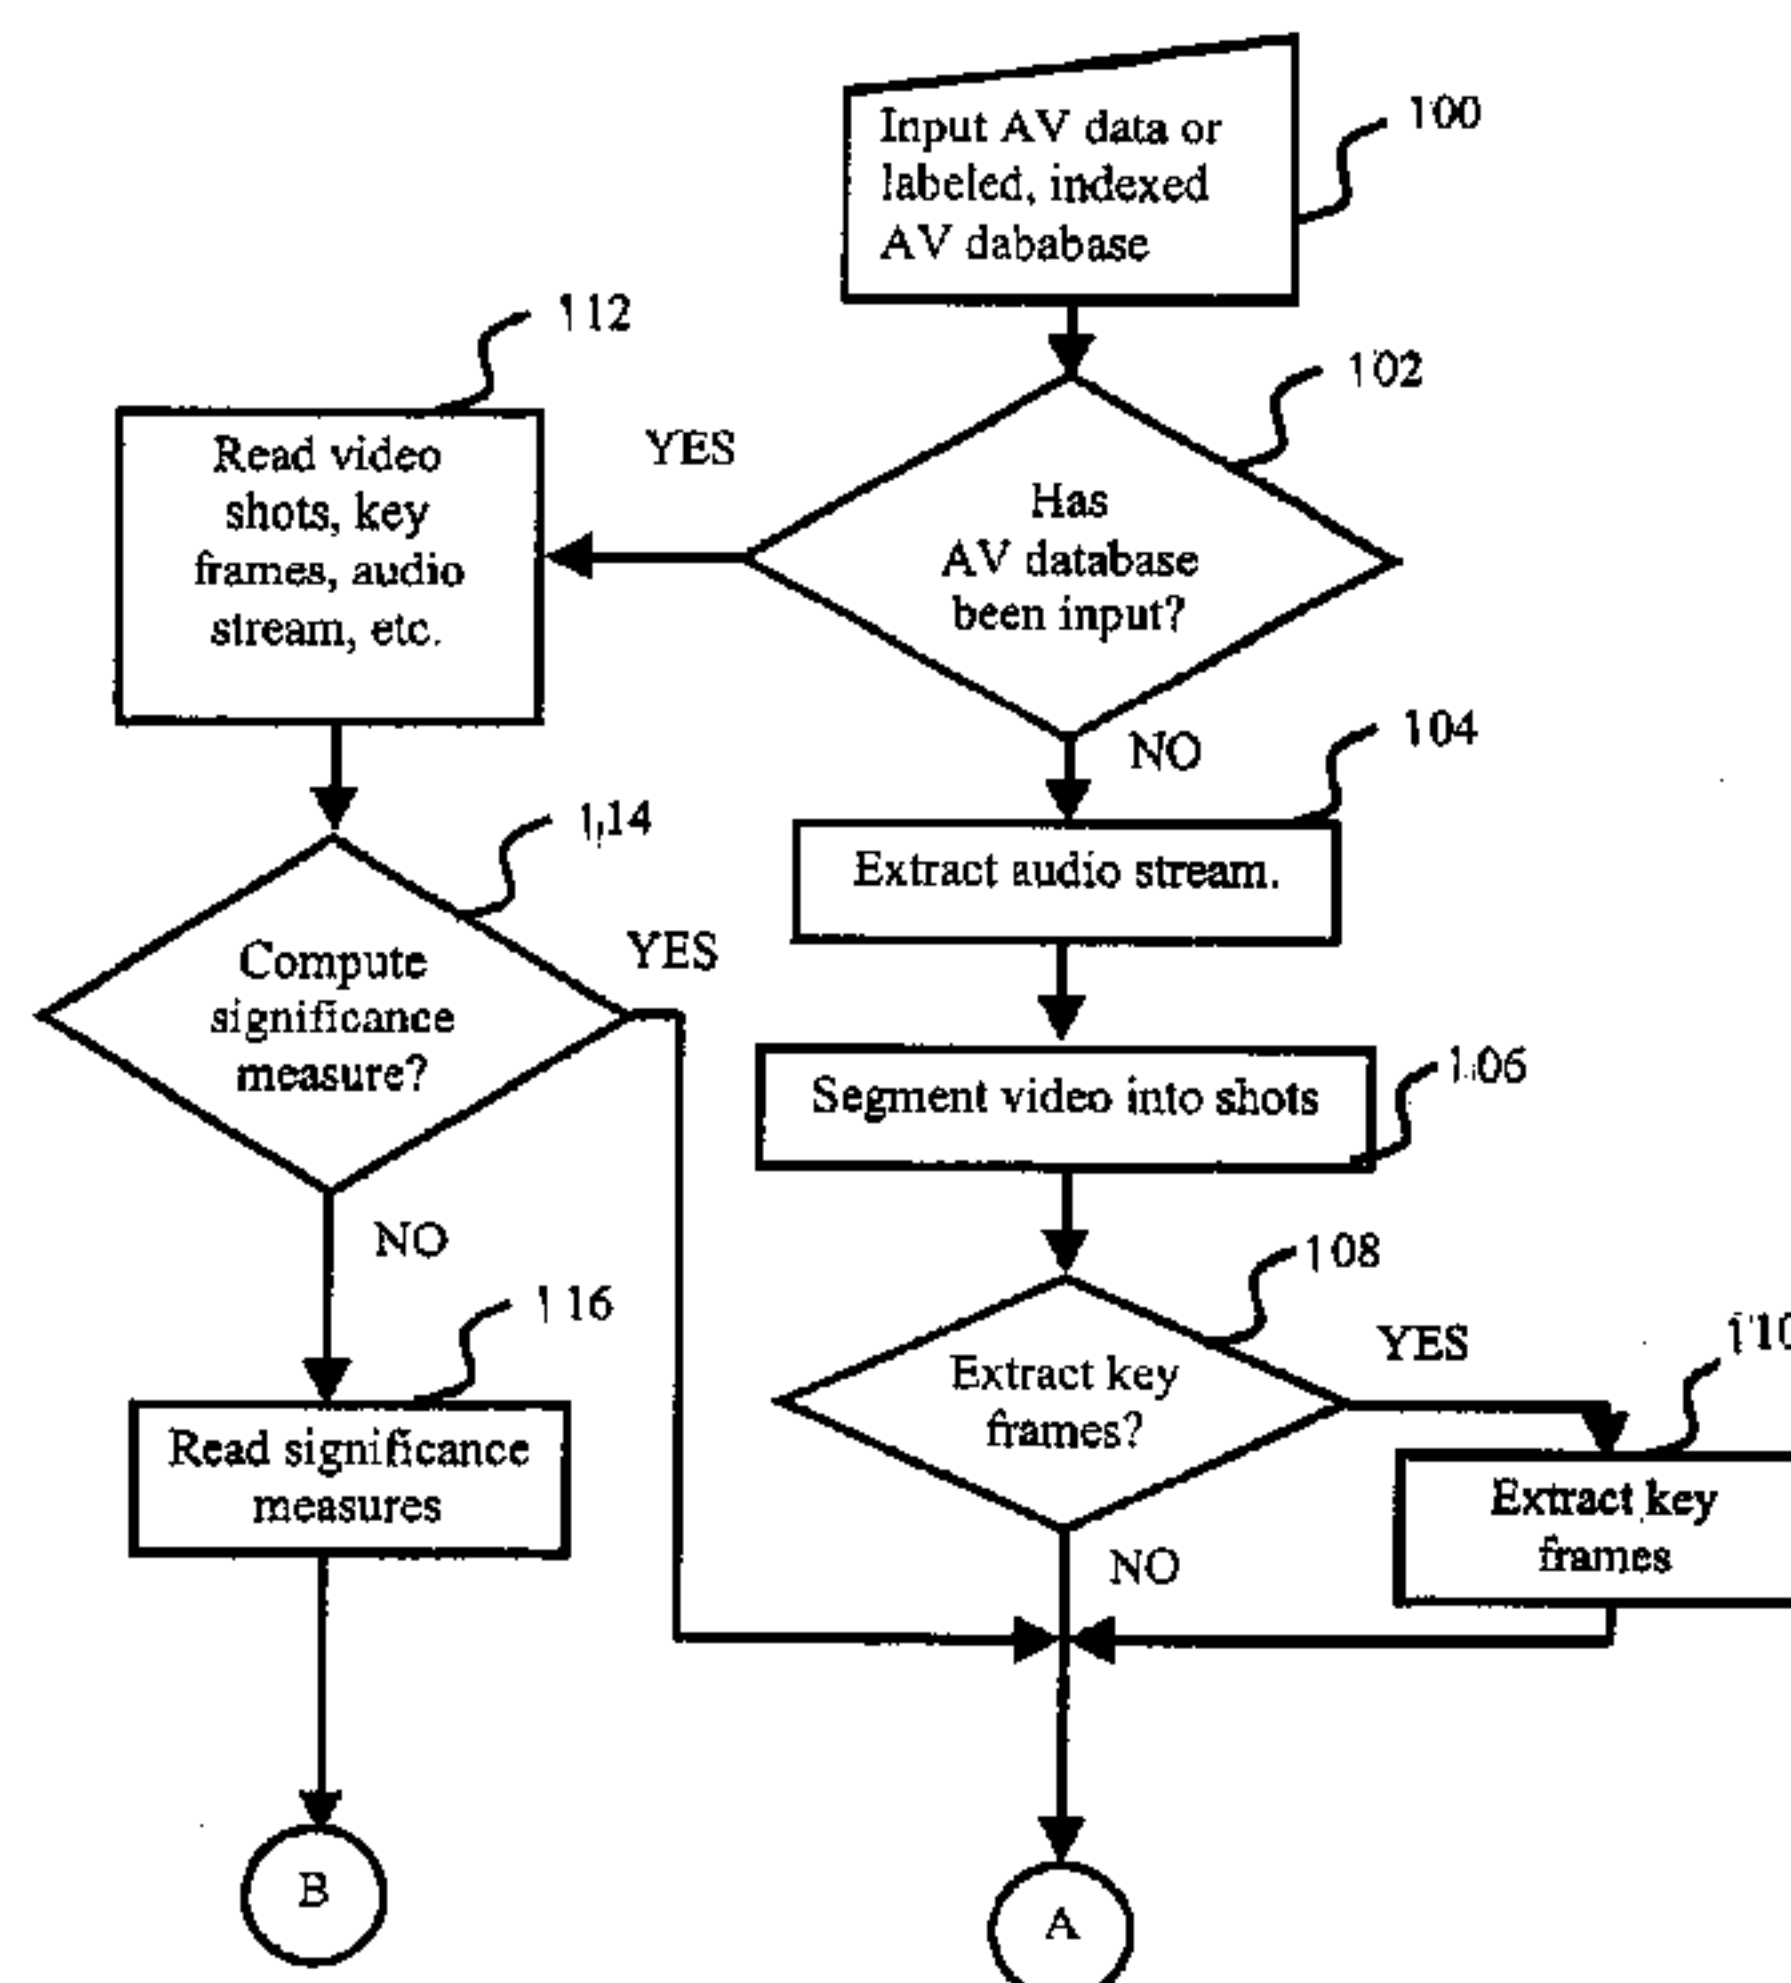 Input AV data or
labeled, indexed
AV dababase
100
112
102
Read video
shots, key
frames, audio
stream, etc.
YES
Has
AV database
been input?
NO
104
114
Extract audio stream.
Compute
significance
measure?
YES
106
Segment video into shots
NO
108
116
YES
110
Extract key
frames?
Read significance
measures
Extract key
frames
NO
B
A